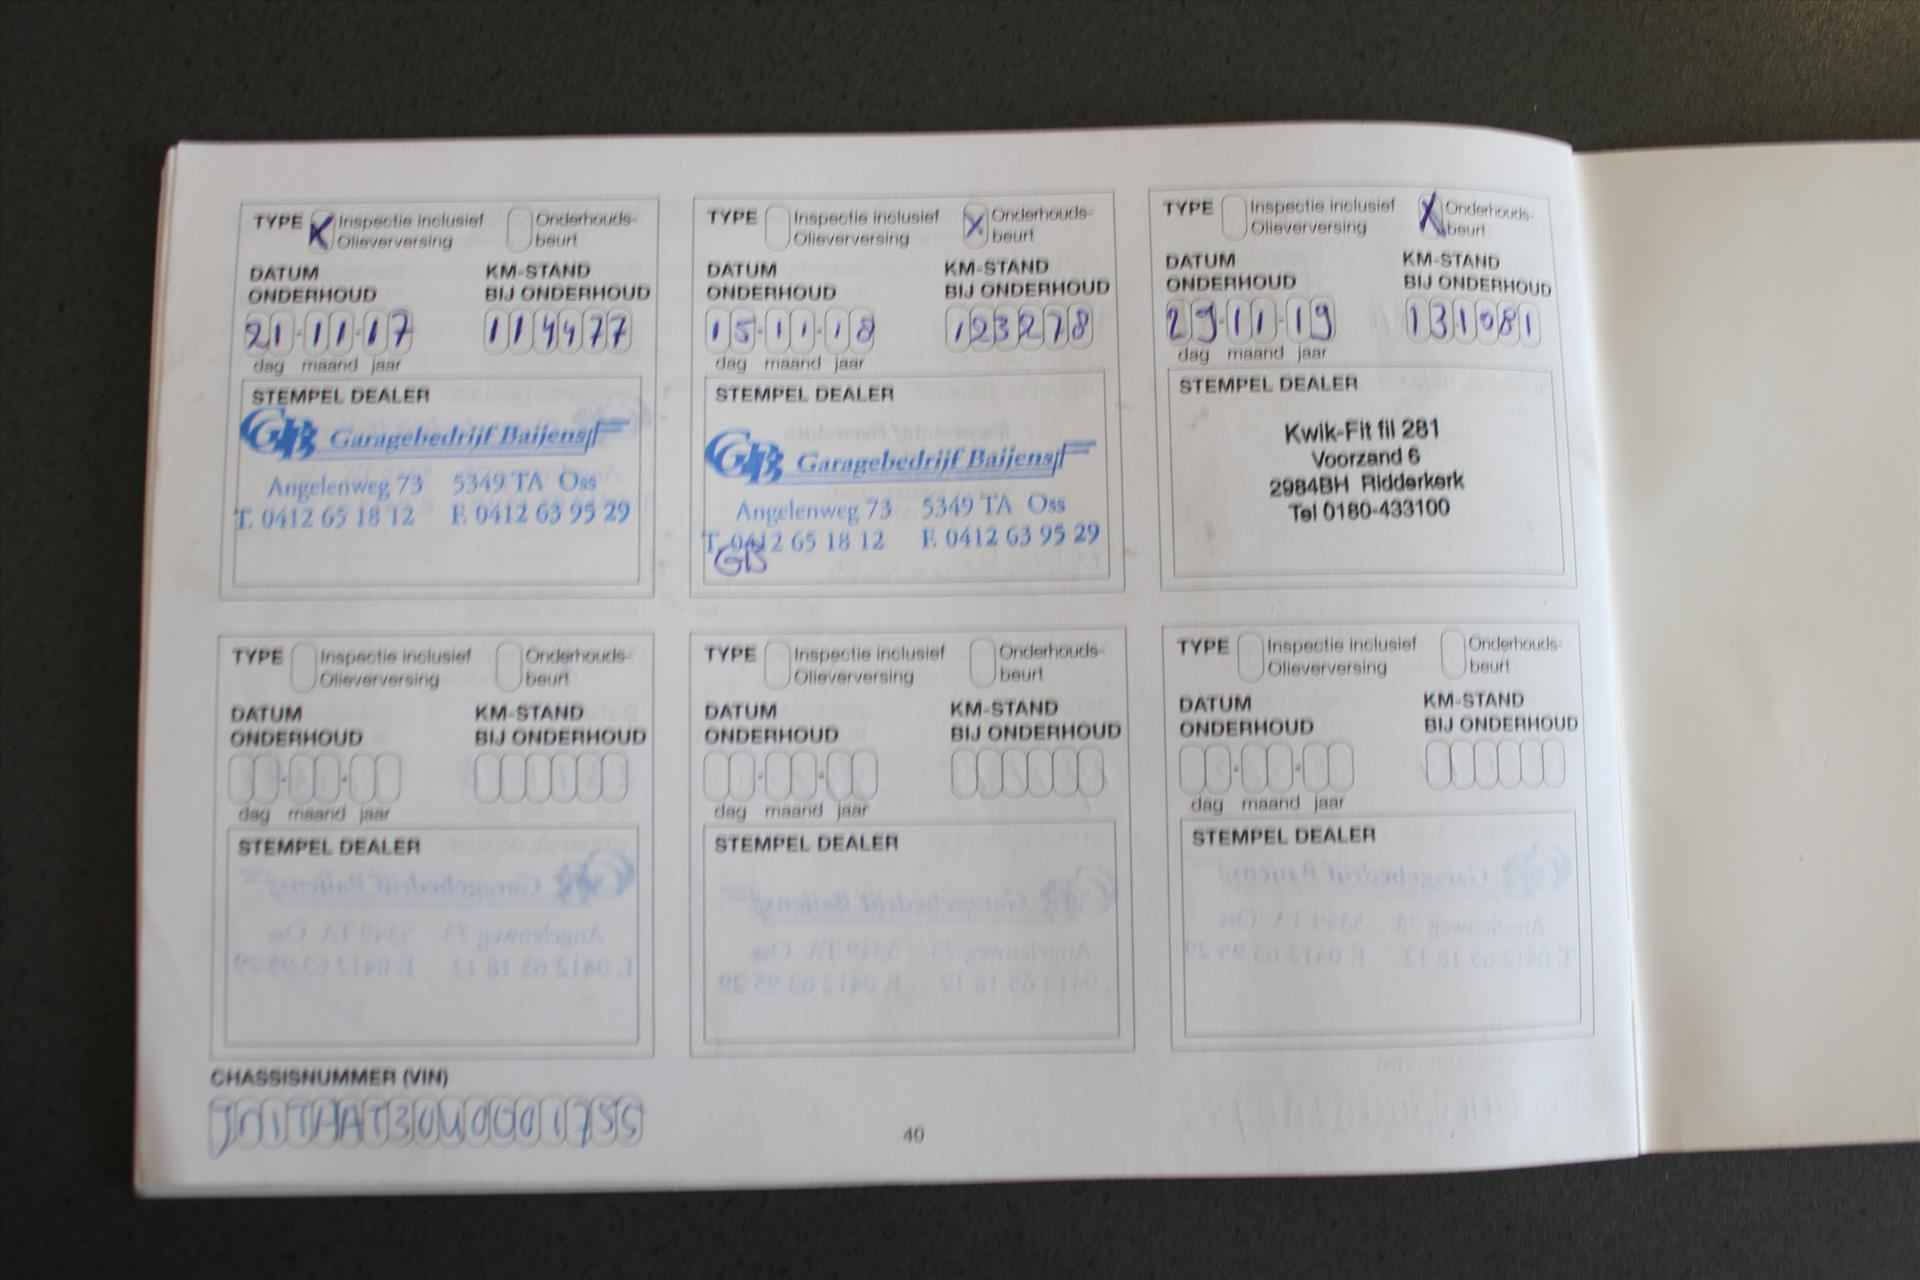 TYPE X Inspectie inclusief Olieverversing Onderhouds-beurt
DATUM ONDERHOUD
KM-STAND BIJ ONDERHOUD
21-11-17
114477
dag maand jaar
STEMPEL DEALER
GB Garagebedrijf Baijens
Angelenweg 73 5349 TA Oss
T. 0412 65 18 12 F. 0412 63 95 29
TYPE Inspectie inclusief Olieverversing X Onderhouds-beurt
DATUM ONDERHOUD
KM-STAND BIJ ONDERHOUD
15-11-18
123278
dag maand jaar
STEMPEL DEALER
GB Garagebedrijf Baijens
Angelenweg 73 5349 TA Oss
T. 0412 65 18 12 F. 0412 63 95 29
GB
TYPE Inspectie inclusief Olieverversing X Onderhouds-beurt
DATUM ONDERHOUD
KM-STAND BIJ ONDERHOUD
29-11-19
131081
dag maand jaar
STEMPEL DEALER
Kwik-Fit fil 281
Voorzand 6
2984BH Ridderkerk
Tel 0180-433100
TYPE Inspectie inclusief Olieverversing Onderhouds-beurt
DATUM ONDERHOUD
KM-STAND BIJ ONDERHOUD
dag maand jaar
STEMPEL DEALER
TYPE Inspectie inclusief Olieverversing Onderhouds-beurt
DATUM ONDERHOUD
KM-STAND BIJ ONDERHOUD
dag maand jaar
STEMPEL DEALER
TYPE Inspectie inclusief Olieverversing Onderhouds-beurt
DATUM ONDERHOUD
KM-STAND BIJ ONDERHOUD
dag maand jaar
STEMPEL DEALER
CHASSISNUMMER (VIN)
40